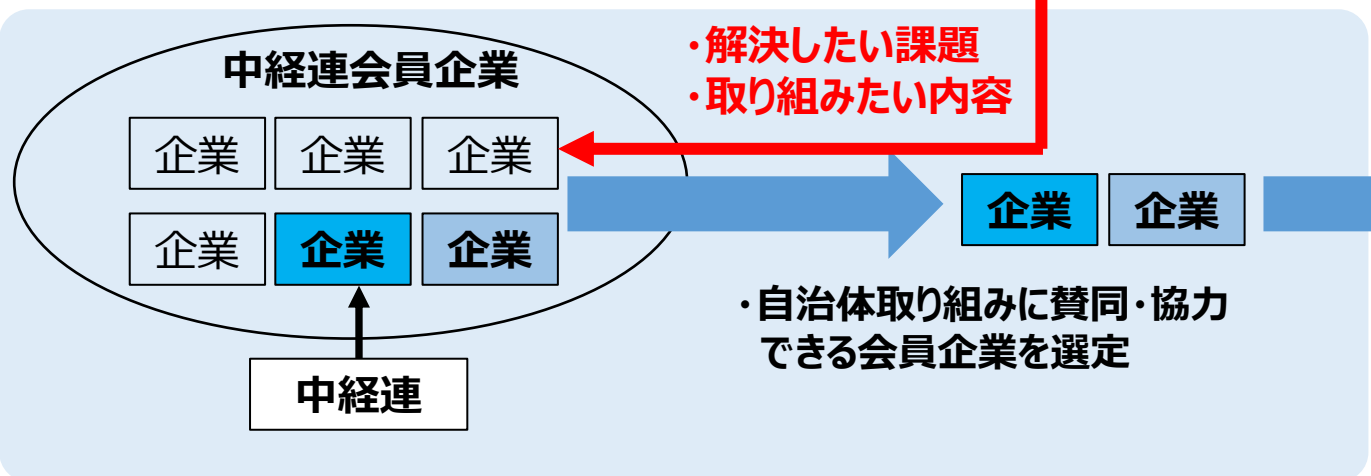 中経連会員企業
・解決したい課題
・取り組みたい内容
企業 企業 企業
企業 企業 企業
企業 企業
・自治体取り組みに賛同・協力
できる会員企業を選定
中経連